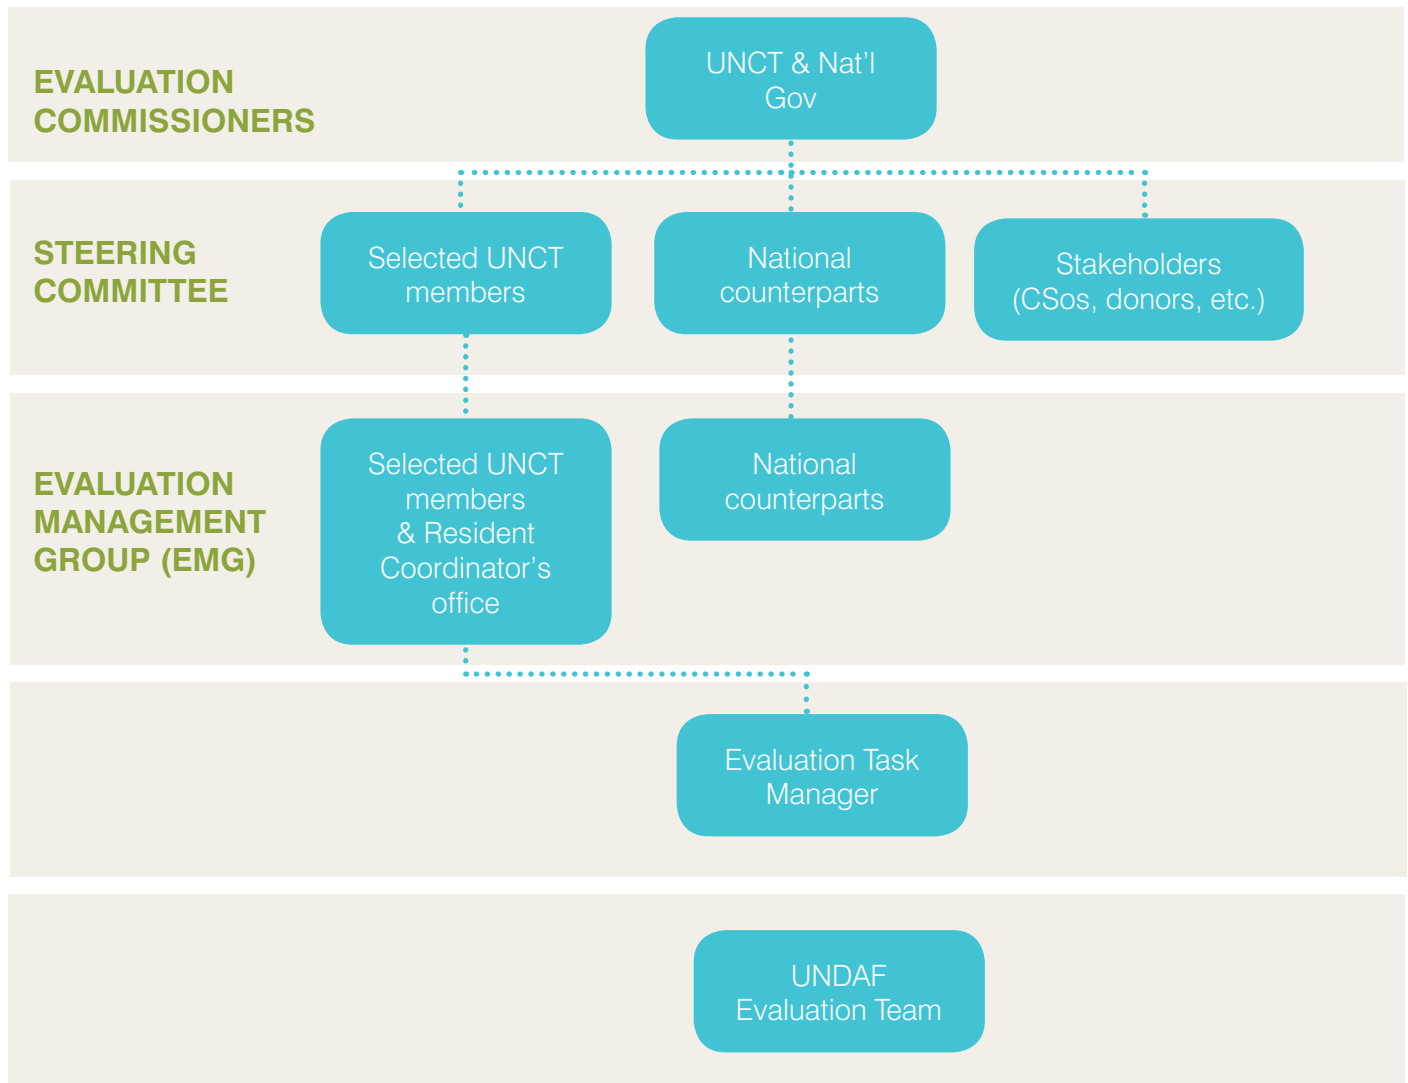 EVALUATION
COMMISSIONERS
UNCT & Nat’l
Gov
STEERING
COMMITTEE
Selected UNCT
members
National
counterparts
Stakeholders
(CSos, donors, etc.)
EVALUATION
MANAGEMENT
GROUP (EMG)
Selected UNCT
members
& Resident
Coordinator’s
office
National
counterparts
Evaluation Task
Manager
UNDAF
Evaluation Team